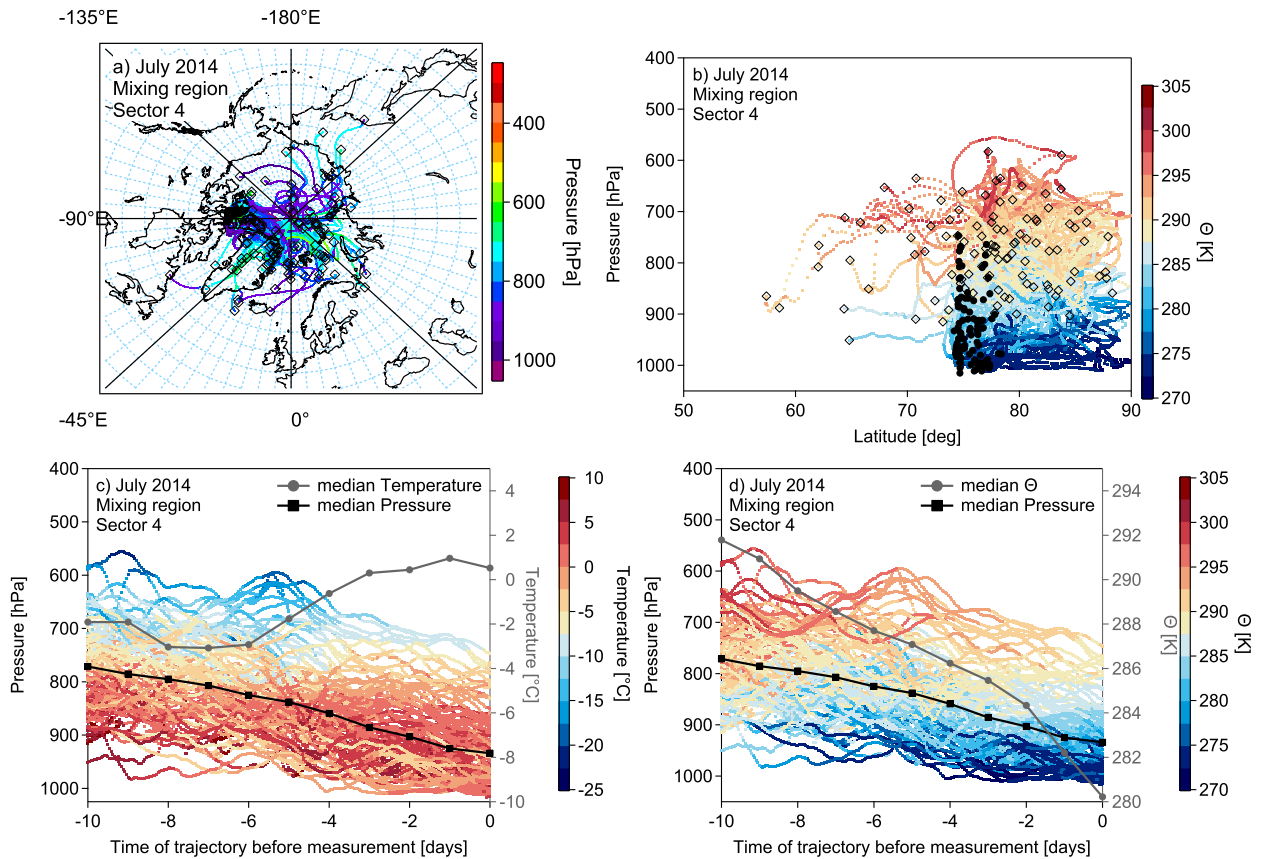 -135°E
-180°E
a) July 2014
Mixing region
Sector 4
-90°E
-45°E
0°
400
600
800
1000
Pressure [hPa]
b) July 2014
Mixing region
Sector 4
400
500
600
700
800
900
1000
Pressure [hPa]
50
60
70
80
90
Latitude [deg]
305
300
295
290
285
280
275
270
Θ [K]
c) July 2014
Mixing region
Sector 4
median Temperature
median Pressure
400
500
600
700
800
900
1000
Pressure [hPa]
-10
-8
-6
-4
-2
0
Time of trajectory before measurement [days]
4
2
0
-2
-4
-6
-8
-10
Temperature [°C]
10
5
0
-5
-10
-15
-20
-25
Temperature [°C]
d) July 2014
Mixing region
Sector 4
median Θ
median Pressure
400
500
600
700
800
900
1000
Pressure [hPa]
-10
-8
-6
-4
-2
0
Time of trajectory before measurement [days]
294
292
290
288
286
284
282
280
Θ [K]
305
300
295
290
285
280
275
270
Θ [K]